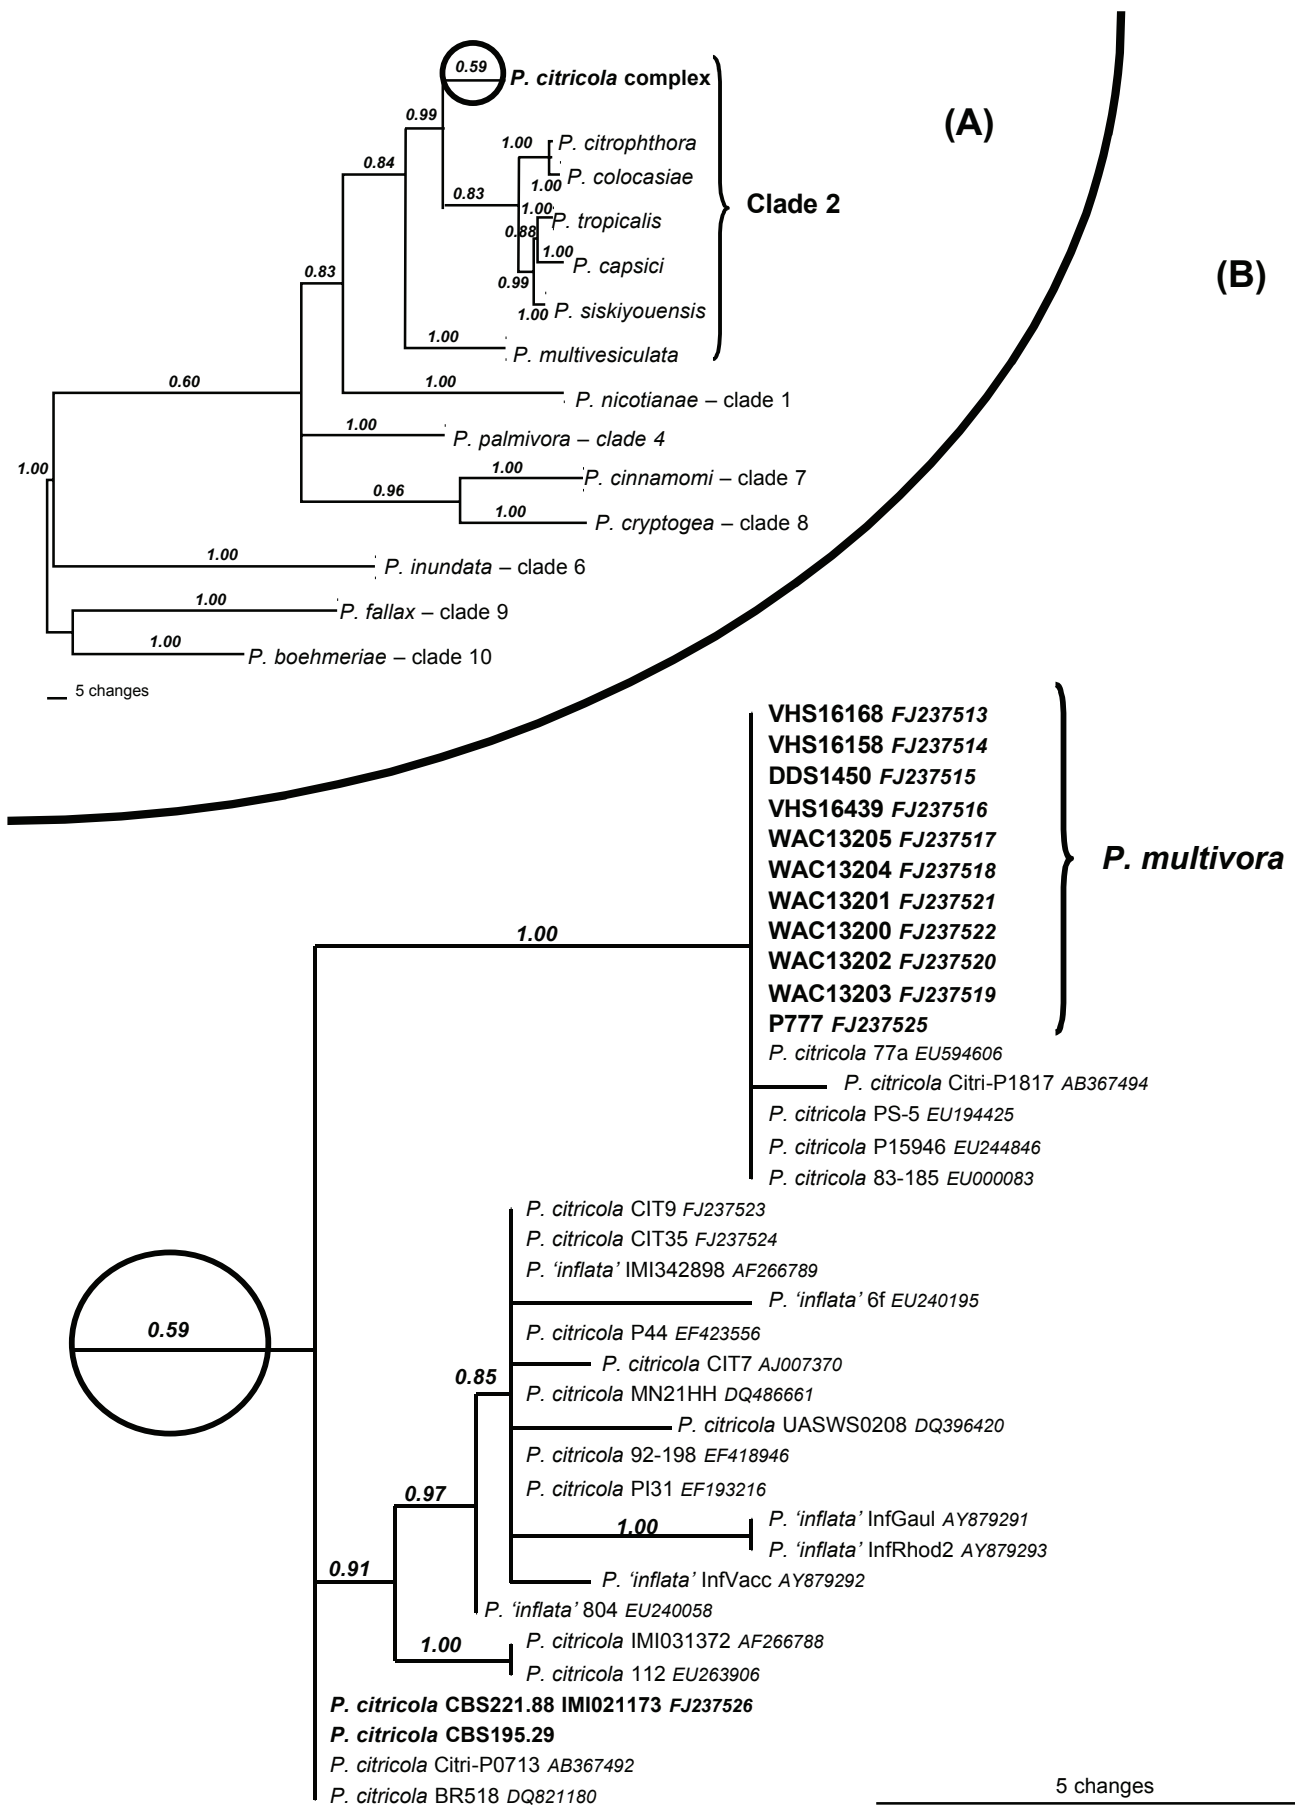 0.59
P. citricola complex
(A)
0.99
1.00
P. citrophthora
0.84
1.00
P. colocasiae
0.83
Clade 2
1.00
P. tropicalis
0.88
1.00
P. capsici
0.83
0.99
(B)
1.00
P. siskiyouensis
1.00
P. multivesiculata
0.60
1.00
P. nicotianae – clade 1
1.00
P. palmivora – clade 4
1.00
1.00
P. cinnamomi – clade 7
0.96
1.00
P. cryptogea – clade 8
1.00
P. inundata – clade 6
1.00
P. fallax – clade 9
1.00
P. boehmeriae – clade 10
5 changes
VHS16168 FJ237513
VHS16158 FJ237514
DDS1450 FJ237515
VHS16439 FJ237516
WAC13205 FJ237517
P. multivora
WAC13204 FJ237518
WAC13201 FJ237521
1.00
WAC13200 FJ237522
WAC13202 FJ237520
WAC13203 FJ237519
P777 FJ237525
P. citricola 77a EU594606
P. citricola Citri-P1817 AB367494
P. citricola PS-5 EU194425
P. citricola P15946 EU244846
P. citricola 83-185 EU000083
P. citricola CIT9 FJ237523
P. citricola CIT35 FJ237524
P. ‘inflata’ IMI342898 AF266789
P. ‘inflata’ 6f EU240195
0.59
P. citricola P44 EF423556
P. citricola CIT7 AJ007370
0.85
P. citricola MN21HH DQ486661
P. citricola UASWS0208 DQ396420
P. citricola 92-198 EF418946
P. citricola PI31 EF193216
0.97
P. ‘inflata’ InfGaul AY879291
1.00
P. ‘inflata’ InfRhod2 AY879293
0.91
P. ‘inflata’ InfVacc AY879292
P. ‘inflata’ 804 EU240058
1.00
P. citricola IMI031372 AF266788
P. citricola 112 EU263906
P. citricola CBS221.88 IMI021173 FJ237526
P. citricola CBS195.29
P. citricola Citri-P0713 AB367492
P. citricola BR518 DQ821180
5 changes